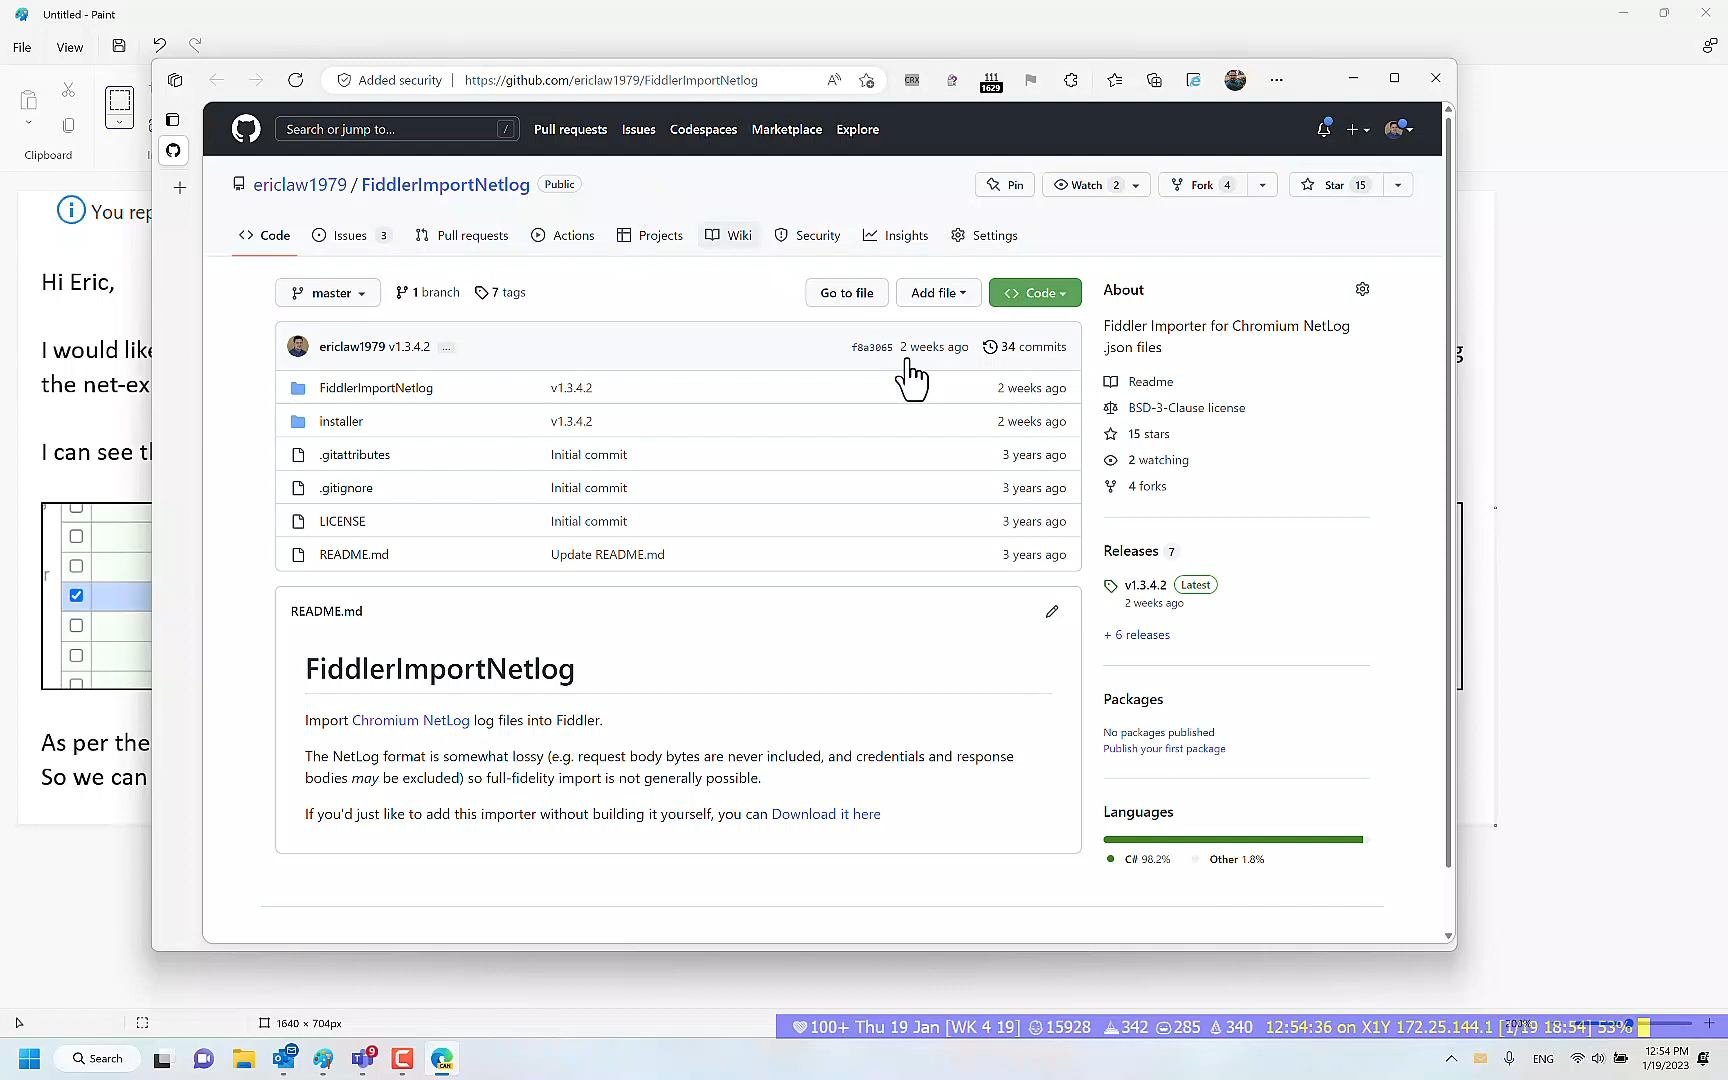 Untitled - Paint
File View
Clipboard
You rep
Hi Eric,
I would like
the net-ex
I can see th
As per the
So we can
Added security | https://github.com/ericlaw1979/FiddlerImportNetlog
CRX
111
1629
Search or jump to... /
Pull requests Issues Codespaces Marketplace Explore
ericlaw1979 / FiddlerImportNetlog Public
Pin Watch 2 Fork 4 Star 15
Code Issues 3 Pull requests Actions Projects Wiki Security Insights Settings
master 1 branch 7 tags Go to file Add file Code
ericlaw1979 v1.3.4.2 ... f8a3065 2 weeks ago 34 commits
FiddlerImportNetlog v1.3.4.2 2 weeks ago
installer v1.3.4.2 2 weeks ago
.gitattributes Initial commit 3 years ago
.gitignore Initial commit 3 years ago
LICENSE Initial commit 3 years ago
README.md Update README.md 3 years ago
README.md
FiddlerImportNetlog
Import Chromium NetLog log files into Fiddler.
The NetLog format is somewhat lossy (e.g. request body bytes are never included, and credentials and response
bodies may be excluded) so full-fidelity import is not generally possible.
If you'd just like to add this importer without building it yourself, you can Download it here
About
Fiddler Importer for Chromium NetLog
.json files
Readme
BSD-3-Clause license
15 stars
2 watching
4 forks
Releases 7
v1.3.4.2 Latest
2 weeks ago
+ 6 releases
Packages
No packages published
Publish your first package
Languages
C# 98.2% Other 1.8%
1640 × 704px
100+ Thu 19 Jan [WK 4 19] 15928 342 285 340 12:54:36 on X1Y 172.25.144.1 [1/19 18:54] 53%
Search
9
CAN
ENG
12:54 PM
1/19/2023